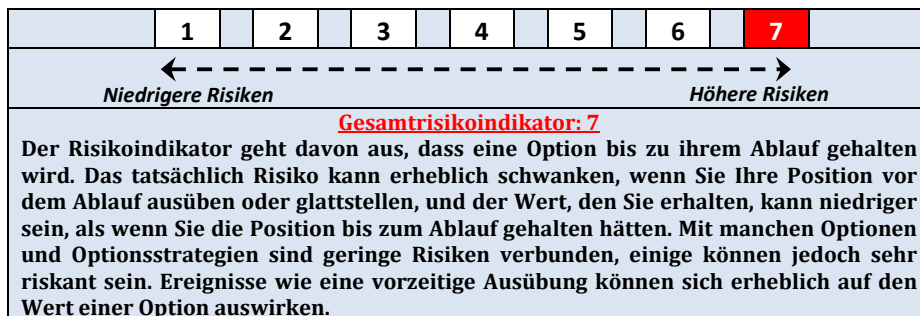 1 2 3 4 5 6 7
Niedrigere Risiken Höhere Risiken
Gesamtrisikoindikator: 7
Der Risikoindikator geht davon aus, dass eine Option bis zu ihrem Ablauf gehalten
wird. Das tatsächlich Risiko kann erheblich schwanken, wenn Sie Ihre Position vor
dem Ablauf ausüben oder glattstellen, und der Wert, den Sie erhalten, kann niedriger
sein, als wenn Sie die Position bis zum Ablauf gehalten hätten. Mit manchen Optionen
und Optionsstrategien sind geringe Risiken verbunden, einige können jedoch sehr
riskant sein. Ereignisse wie eine vorzeitige Ausübung können sich erheblich auf den
Wert einer Option auswirken.